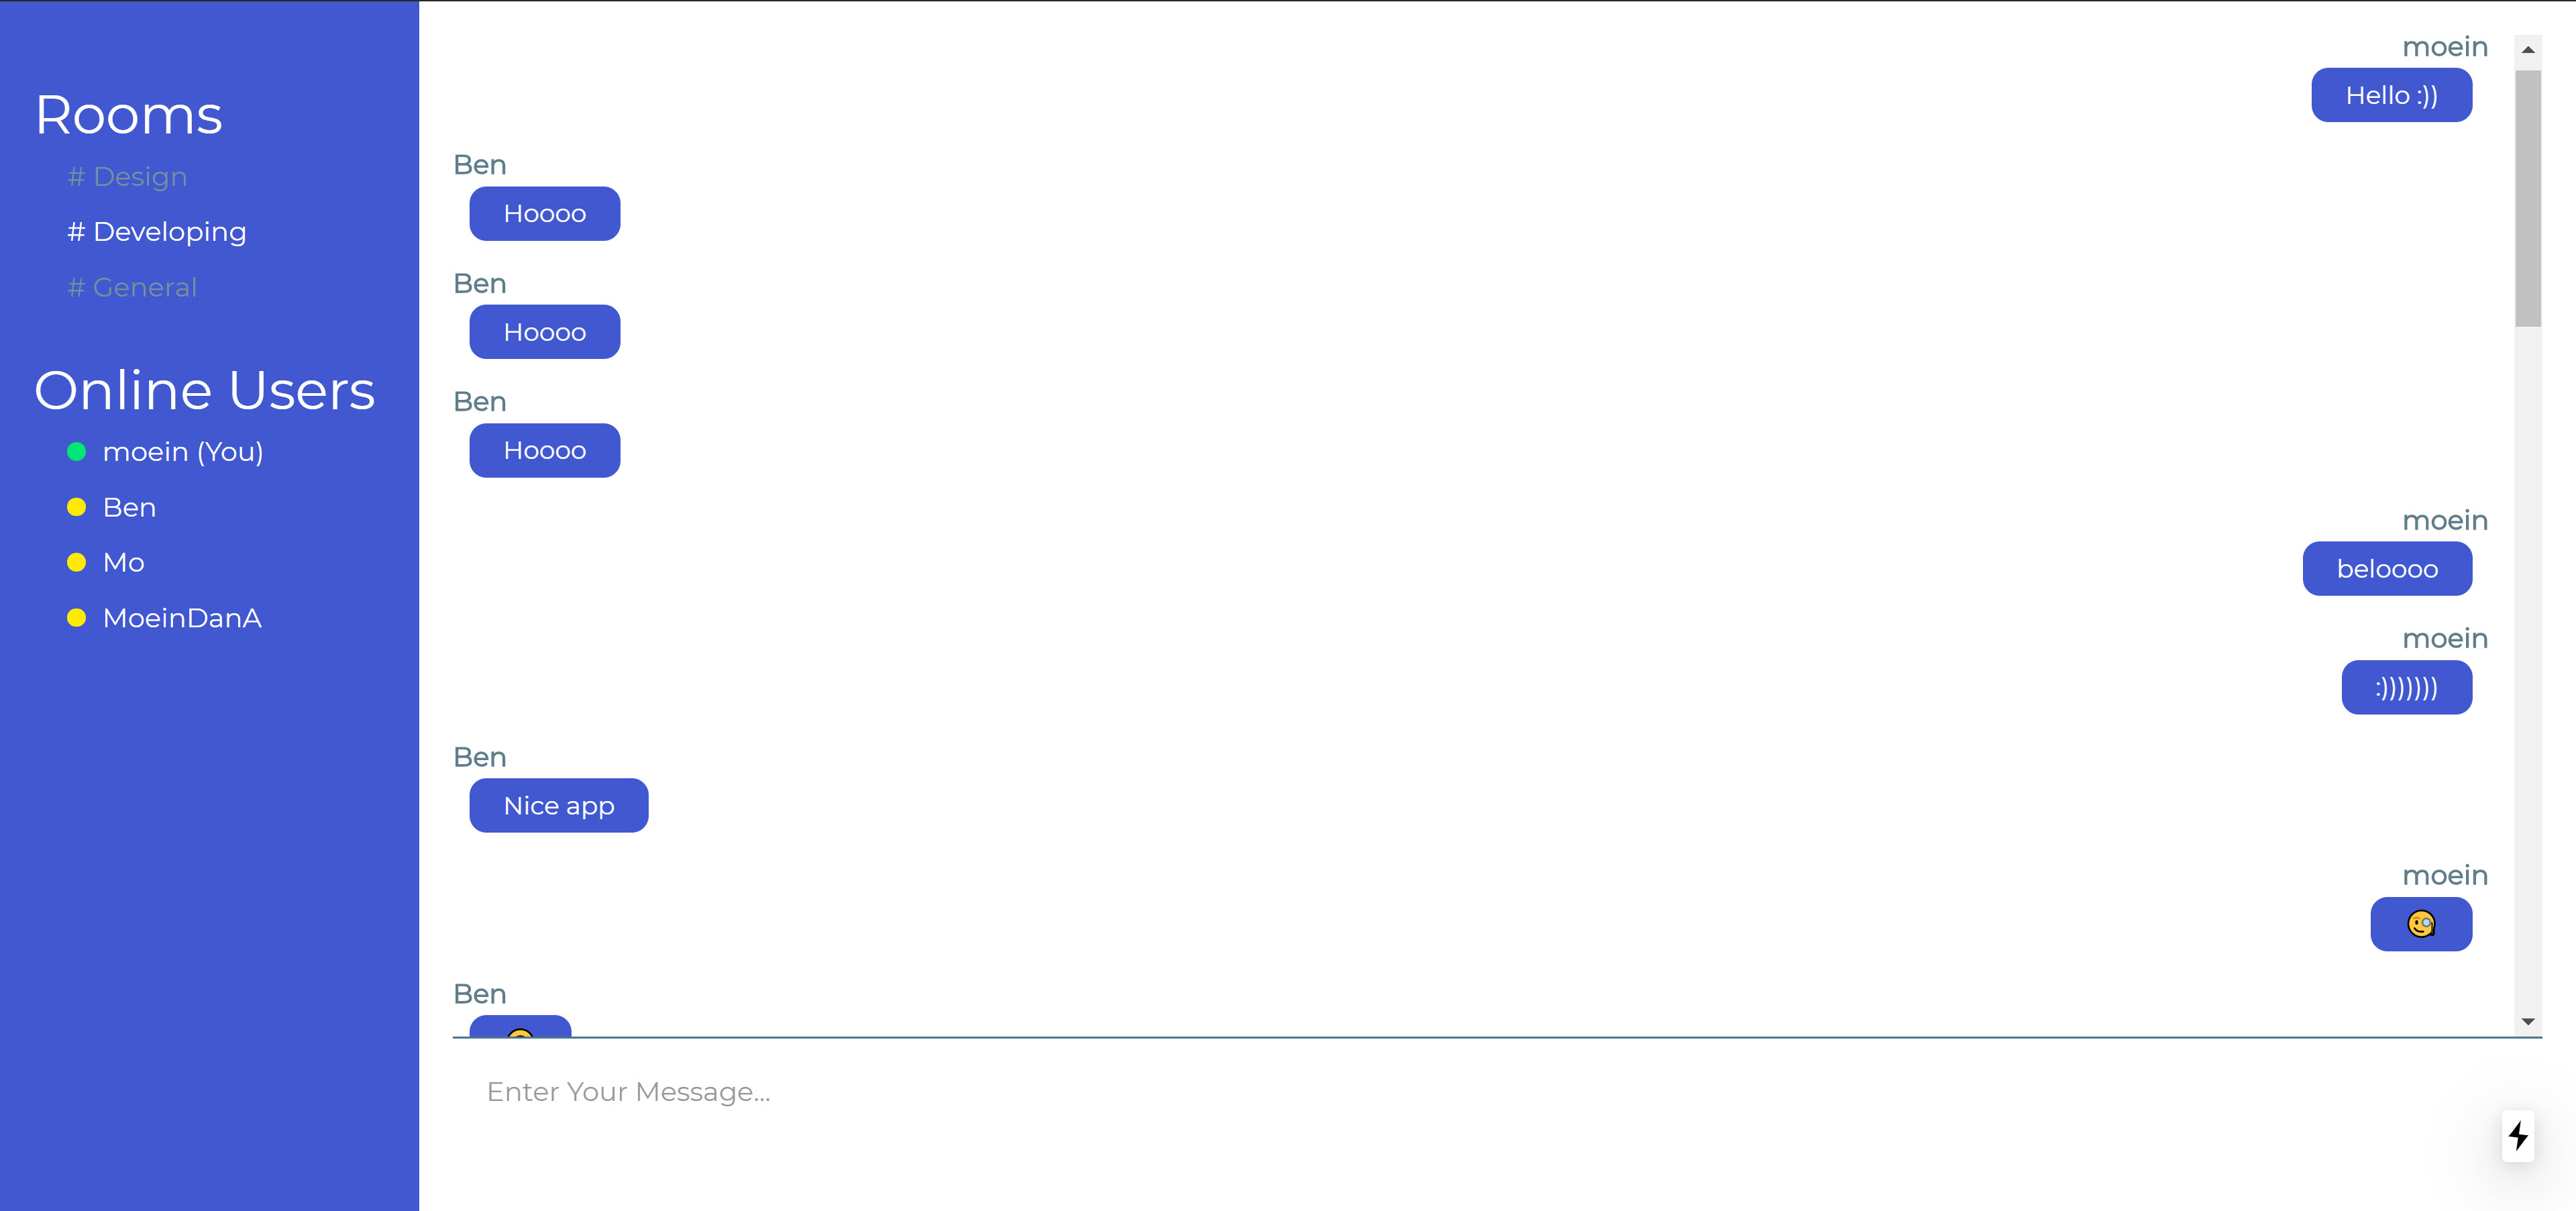 Rooms
# Design
# Developing
# General
Online Users
moein (You)
Ben
Mo
MoeinDanA
moein
Hello :))
Ben
Hoooo
Ben
Hoooo
Ben
Hoooo
moein
beloooo
moein
:)))))))
Ben
Nice app
moein
🧐
Ben
Enter Your Message...